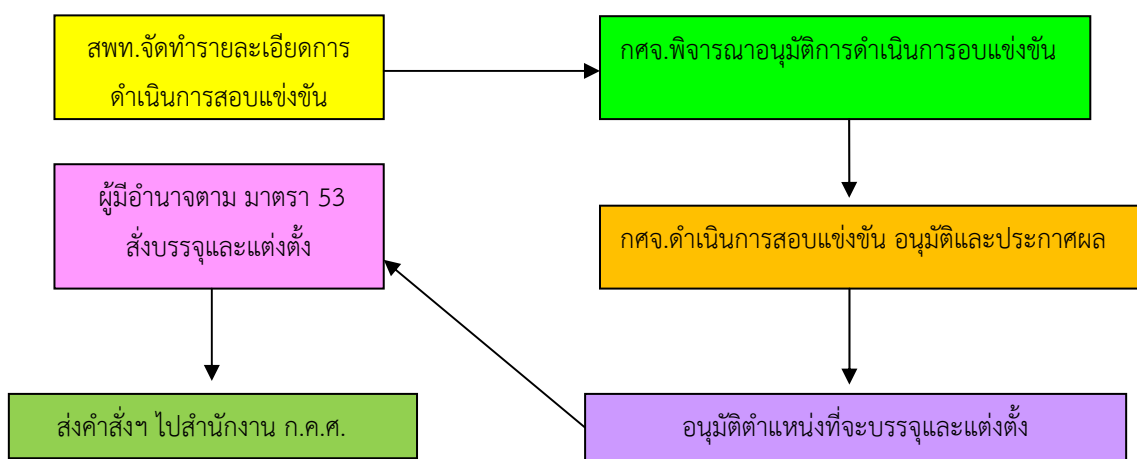 สพท.จัดทำรายละเอียดการ
ดำเนินการสอบแข่งขัน
กศจ.พิจารณาอนุมัติการดำเนินการอบแข่งขัน
กศจ.ดำเนินการสอบแข่งขัน อนุมัติและประกาศผล
อนุมัติตำแหน่งที่จะบรรจุและแต่งตั้ง
ผู้มีอำนาจตาม มาตรา 53
สั่งบรรจุและแต่งตั้ง
ส่งคำสั่งฯ ไปสำนักงาน ก.ค.ศ.